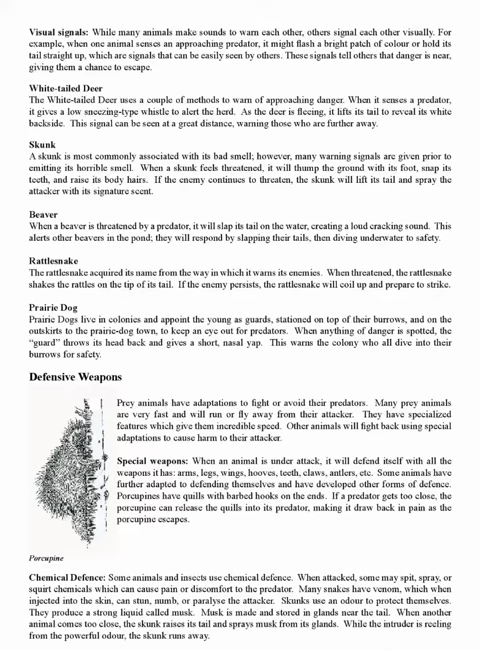 Visual signals: While many animals make sounds to warn each other, others signal each other visually. For
example, when one animal senses an approaching predator, it might flash a bright patch of colour or hold its
tail straight up, which are signals that can be easily seen by others. These signals tell others that danger is near,
giving them a chance to escape.
White-tailed Deer
The White-tailed Deer uses a couple of methods to warn of approaching danger. When it senses a predator,
it gives a low sneezing-type whistle to alert the herd. As the deer is fleeing, it lifts its tail to reveal its white
backside. This signal can be seen at a great distance, warning those who are further away.
Skunk
A skunk is most commonly associated with its bad smell; however, many warning signals are given prior to
emitting its horrible smell. When a skunk feels threatened, it will thump the ground with its foot, snap its
teeth, and raise its body hairs. If the enemy continues to threaten, the skunk will lift its tail and spray the
attacker with its signature scent.
Beaver
When a beaver is threatened by a predator, it will slap its tail on the water, creating a loud cracking sound. This
alerts other beavers in the pond; they will respond by slapping their tails, then diving underwater to safety.
Rattlesnake
The rattlesnake acquired its name from the way in which it warns its enemies. When threatened, the rattlesnake
shakes the rattles on the tip of its tail. If the enemy persists, the rattlesnake will coil up and prepare to strike.
Prairie Dog
Prairie Dogs live in colonies and appoint the young as guards, stationed on top of their burrows, and on the
outskirts to the prairie-dog town, to keep an eye out for predators. When anything of danger is spotted, the
“guard” throws its head back and gives a short, nasal yap. This warns the colony who all dive into their
burrows for safety.
Defensive Weapons
Prey animals have adaptations to fight or avoid their predators. Many prey animals
are very fast and will run or fly away from their attacker. They have specialized
features which give them incredible speed. Other animals will fight back using special
adaptations to cause harm to their attacker.
Special weapons: When an animal is under attack, it will defend itself with all the
weapons it has: arms, legs, wings, hooves, teeth, claws, antlers, etc. Some animals have
further adapted to defending themselves and have developed other forms of defence.
Porcupines have quills with barbed hooks on the ends. If a predator gets too close, the
porcupine can release the quills into its predator, making it draw back in pain as the
porcupine escapes.
Porcupine
Chemical Defence: Some animals and insects use chemical defence. When attacked, some may spit, spray, or
squirt chemicals which can cause pain or discomfort to the predator. Many snakes have venom, which when
injected into the skin, can stun, numb, or paralyse the attacker. Skunks use an odour to protect themselves.
They produce a strong liquid called musk. Musk is made and stored in glands near the tail. When another
animal comes too close, the skunk raises its tail and sprays musk from its glands. While the intruder is reeling
from the powerful odour, the skunk runs away.